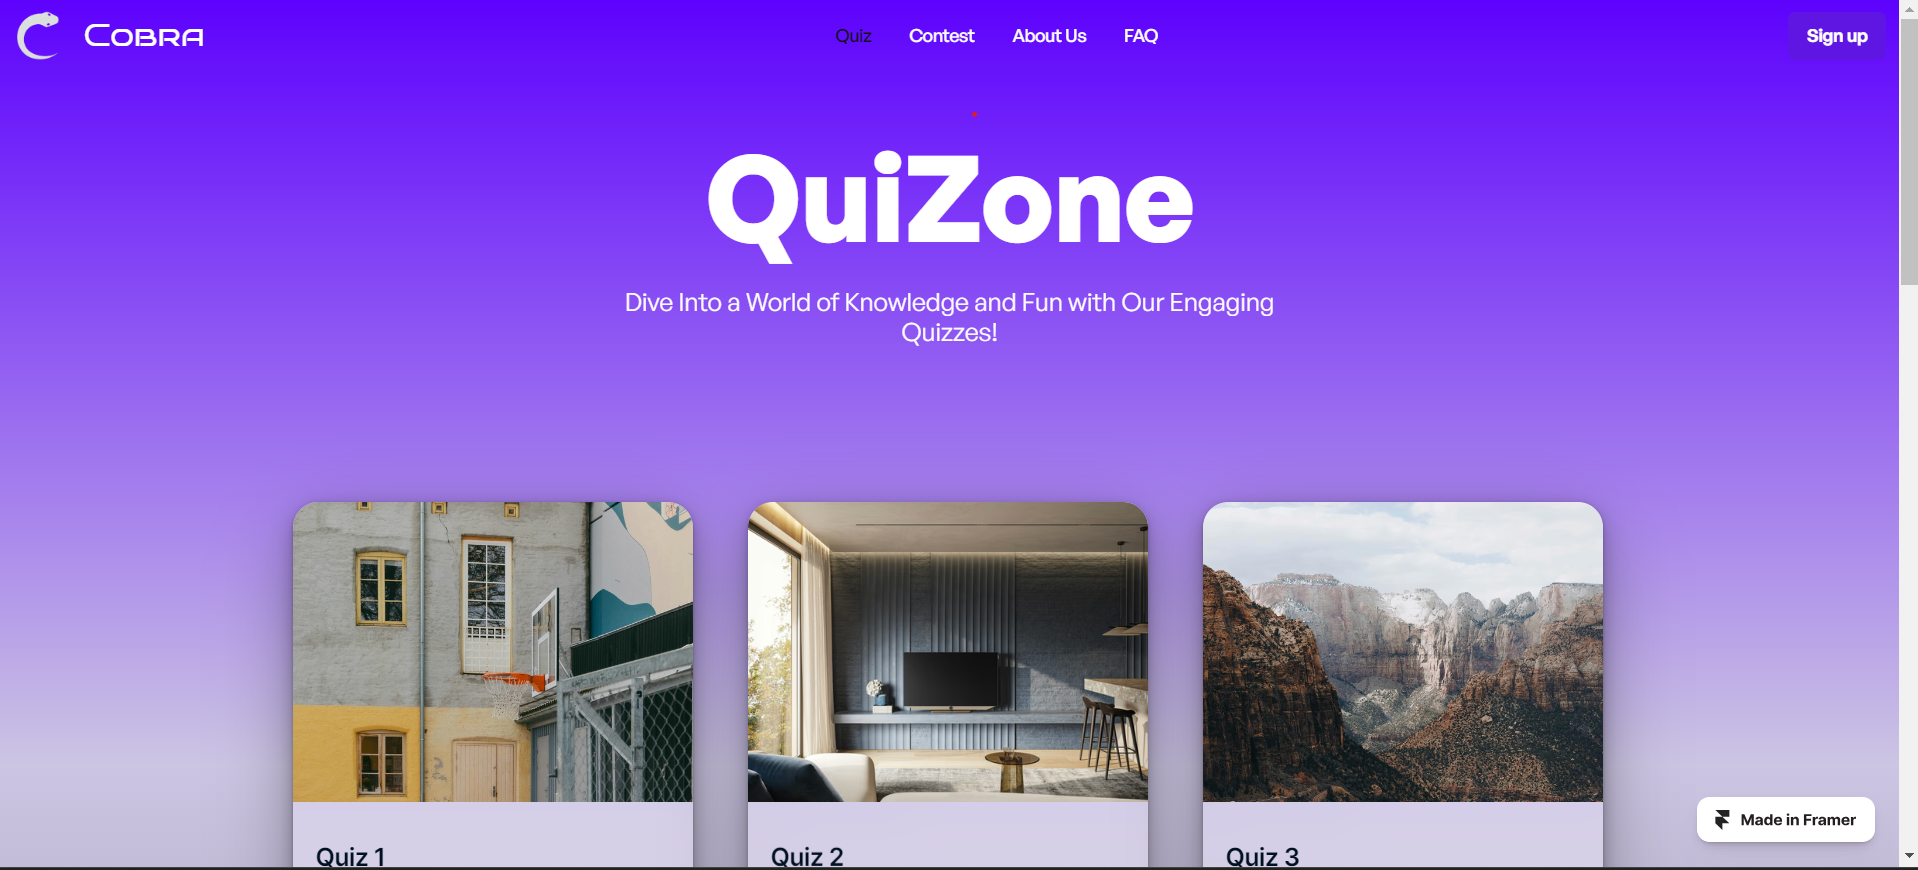 COBRA
Quiz
Contest
About Us
FAQ
Sign up
QuiZone
Dive Into a World of Knowledge and Fun with Our Engaging
Quizzes!
Quiz 1
Quiz 2
Quiz 3
Made in Framer